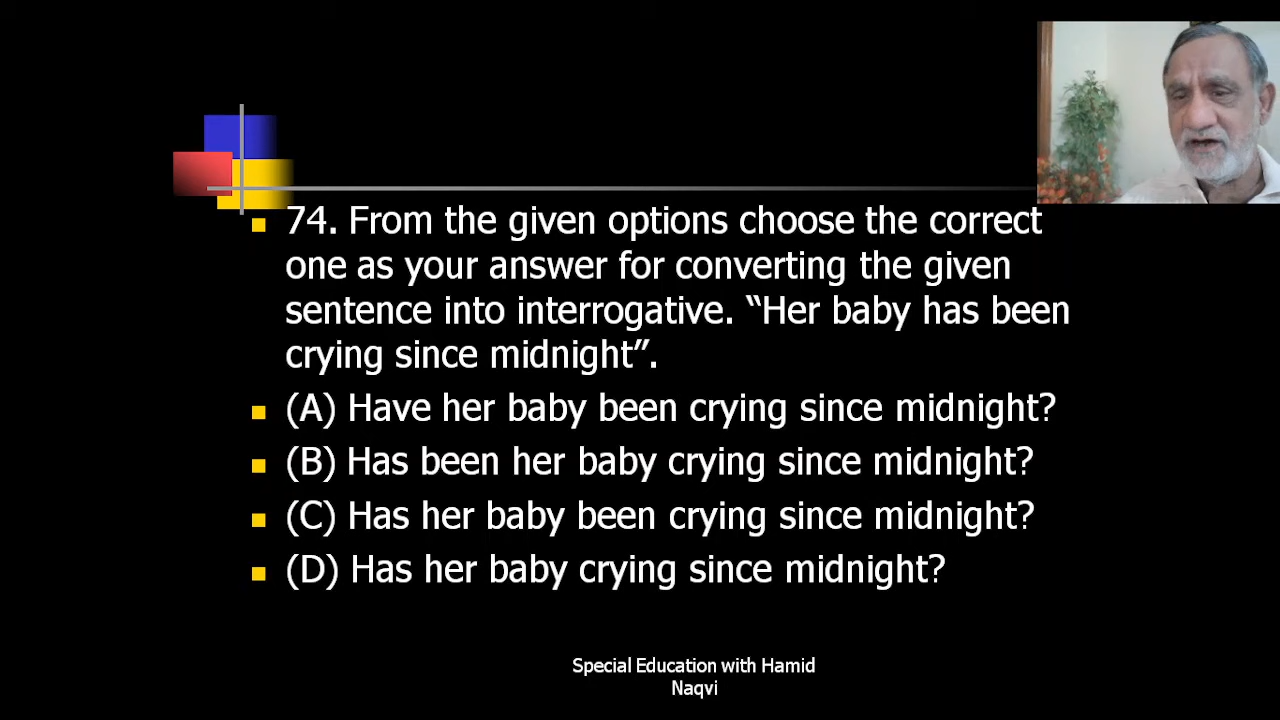 74. From the given options choose the correct
one as your answer for converting the given
sentence into interrogative. “Her baby has been
crying since midnight”.
(A) Have her baby been crying since midnight?
(B) Has been her baby crying since midnight?
(C) Has her baby been crying since midnight?
(D) Has her baby crying since midnight?
Special Education with Hamid
Naqvi